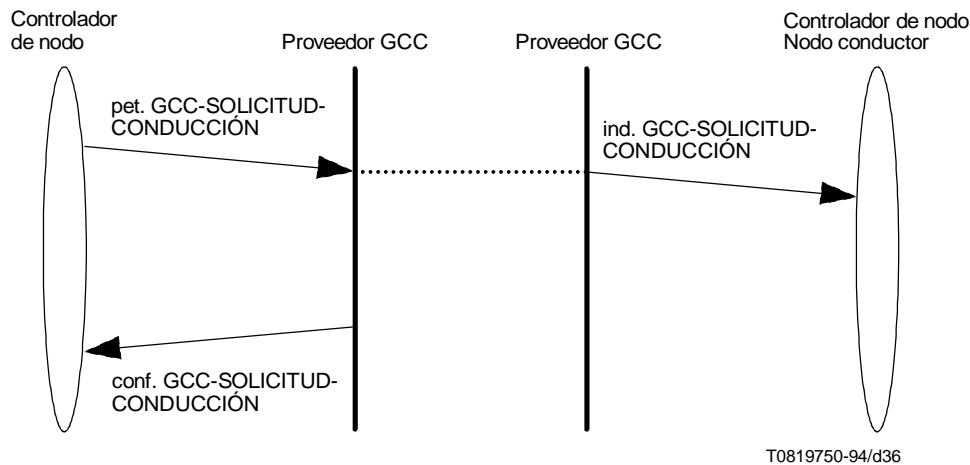 Controlador
de nodo
Proveedor GCC
Proveedor GCC
Controlador de nodo
Nodo conductor
pet. GCC-SOLICITUD-
CONDUCCIÓN
ind. GCC-SOLICITUD-
CONDUCCIÓN
conf. GCC-SOLICITUD-
CONDUCCIÓN
T0819750-94/d36